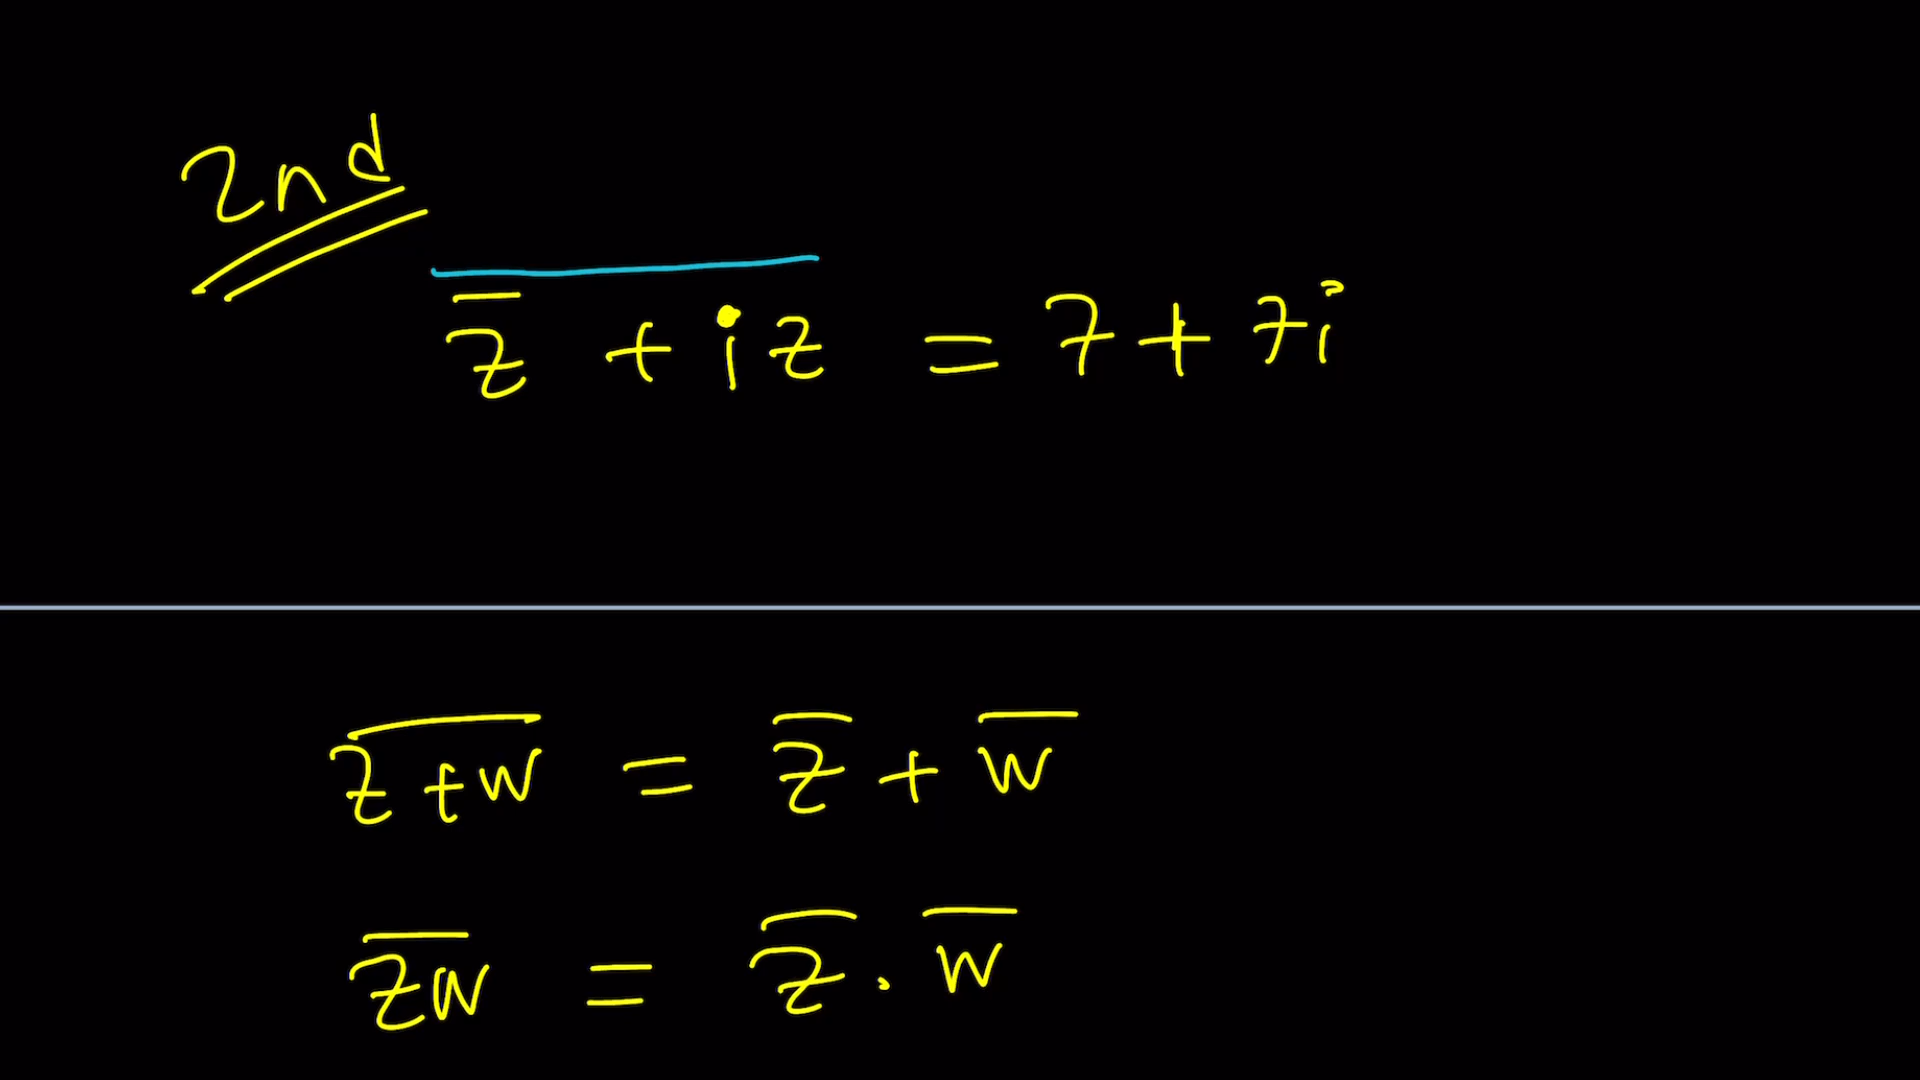 2nd
z̅ + iz = 7 + 7i
z+w̅ = z̅ + w̅
zw̅ = z̅ . w̅